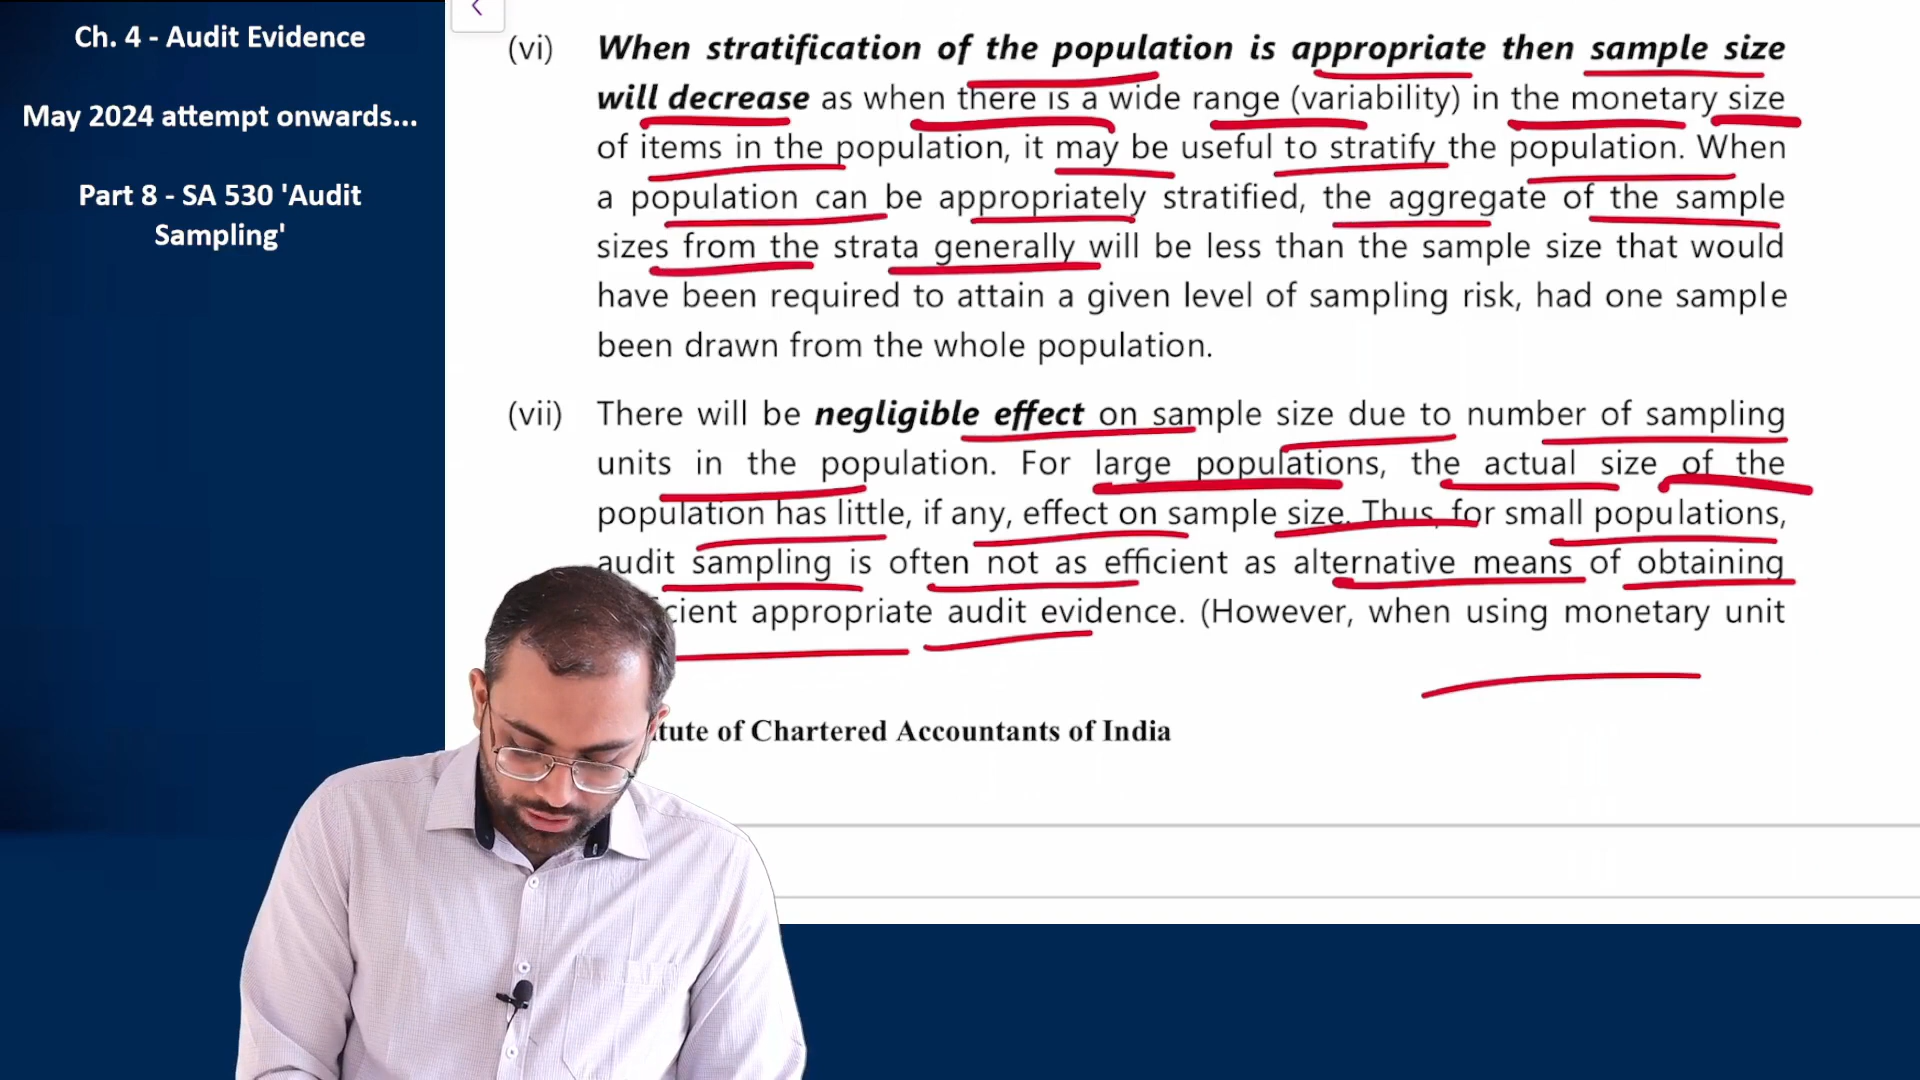 Ch. 4 - Audit Evidence
May 2024 attempt onwards...
Part 8 - SA 530 'Audit
Sampling'
(vi) When stratification of the population is appropriate then sample size
will decrease as when there is a wide range (variability) in the monetary size
of items in the population, it may be useful to stratify the population. When
a population can be appropriately stratified, the aggregate of the sample
sizes from the strata generally will be less than the sample size that would
have been required to attain a given level of sampling risk, had one sample
been drawn from the whole population.
(vii) There will be negligible effect on sample size due to number of sampling
units in the population. For large populations, the actual size of the
population has little, if any, effect on sample size. Thus, for small populations,
audit sampling is often not as efficient as alternative means of obtaining
appropriate audit evidence. (However, when using monetary unit
of Chartered Accountants of India